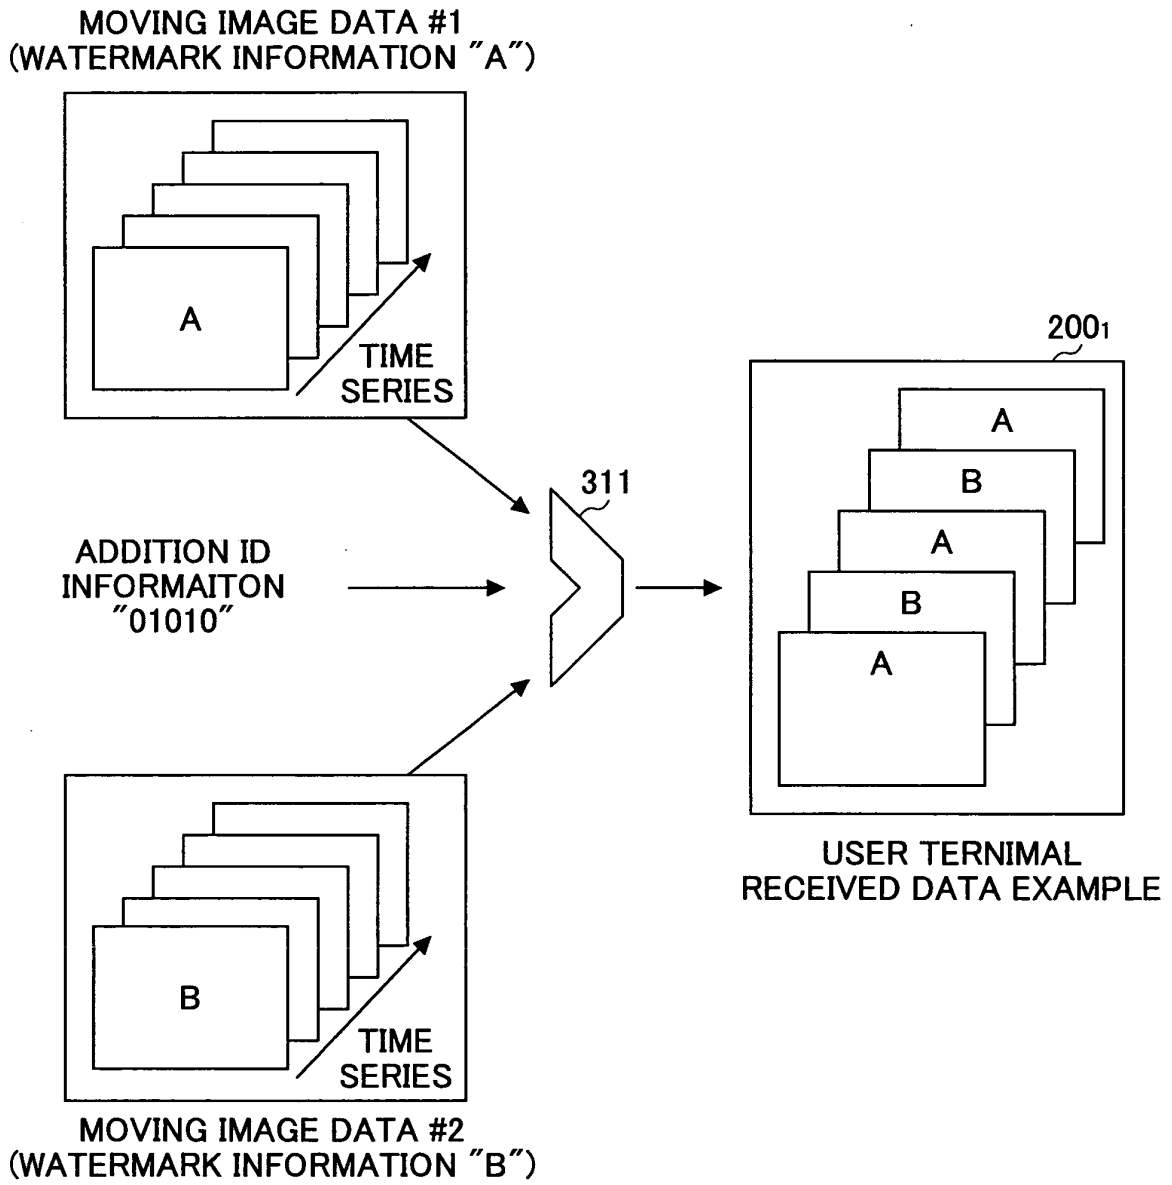 MOVING IMAGE DATA #1
(WATERMARK INFORMATION "A")
A
TIME
SERIES
ADDITION ID
INFORMAITON
"01010"
311
200₁
A
B
A
B
A
USER TERNIMAL
RECEIVED DATA EXAMPLE
B
TIME
SERIES
MOVING IMAGE DATA #2
(WATERMARK INFORMATION "B")